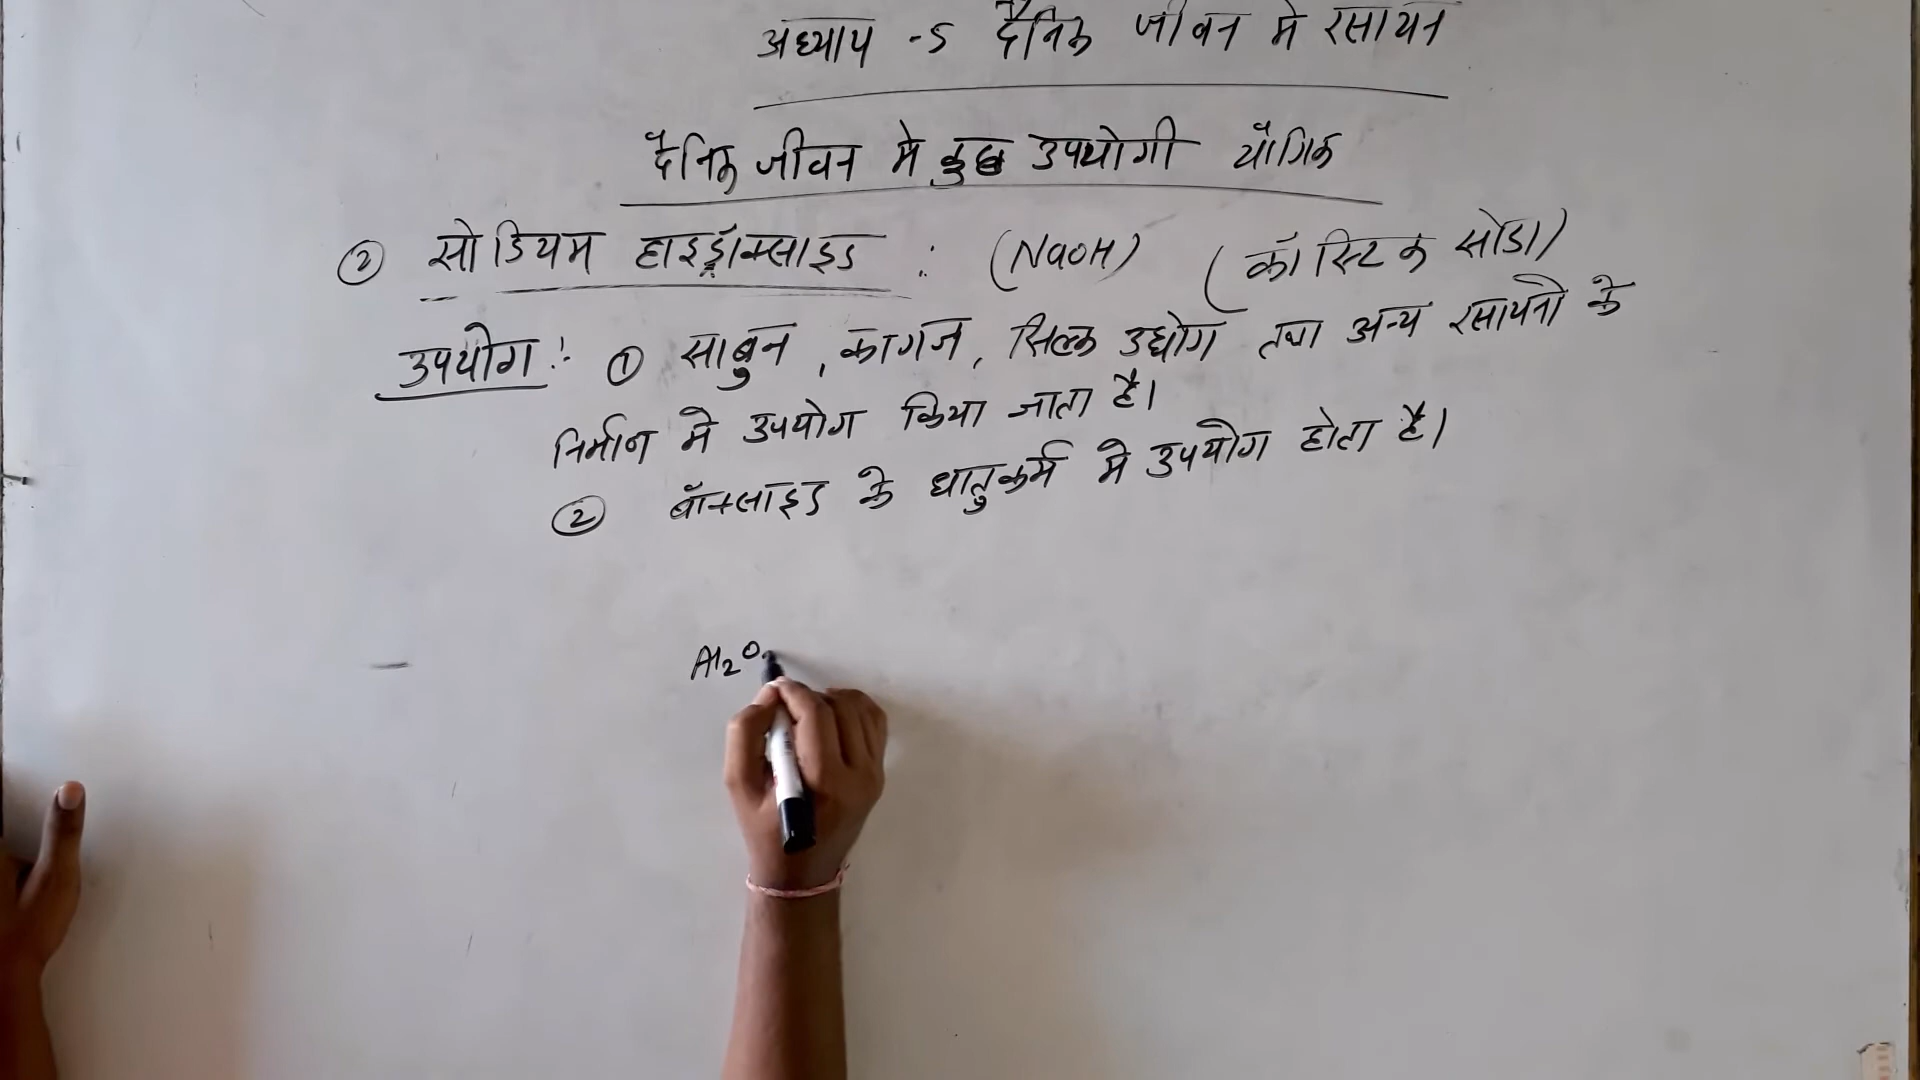 अध्याय -5 दैनिक जीवन मे रसायन
दैनिक जीवन मे कुछ उपयोगी यौगिक
② सोडियम हाइड्रॉक्साइड : (NaOH) (कॉस्टिक सोडा)
उपयोग :- ① साबुन , कागज , सिल्क उद्योग तथा अन्य रसायनो के
निर्माण मे उपयोग किया जाता है।
② बॉक्साइड के धातुकर्म मे उपयोग होता है।
Al₂O